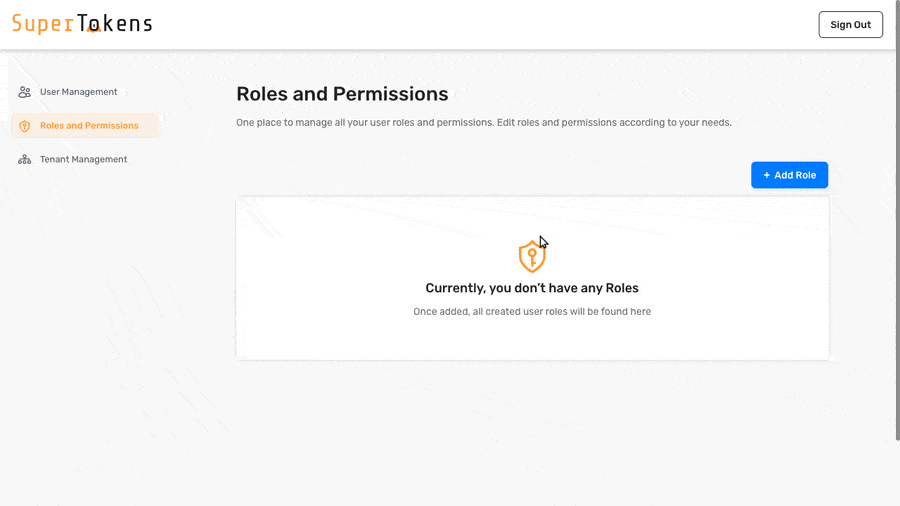 SuperTokens
Sign Out
User Management
Roles and Permissions
Tenant Management
Roles and Permissions
One place to manage all your user roles and permissions. Edit roles and permissions according to your needs.
+ Add Role
Currently, you don’t have any Roles
Once added, all created user roles will be found here